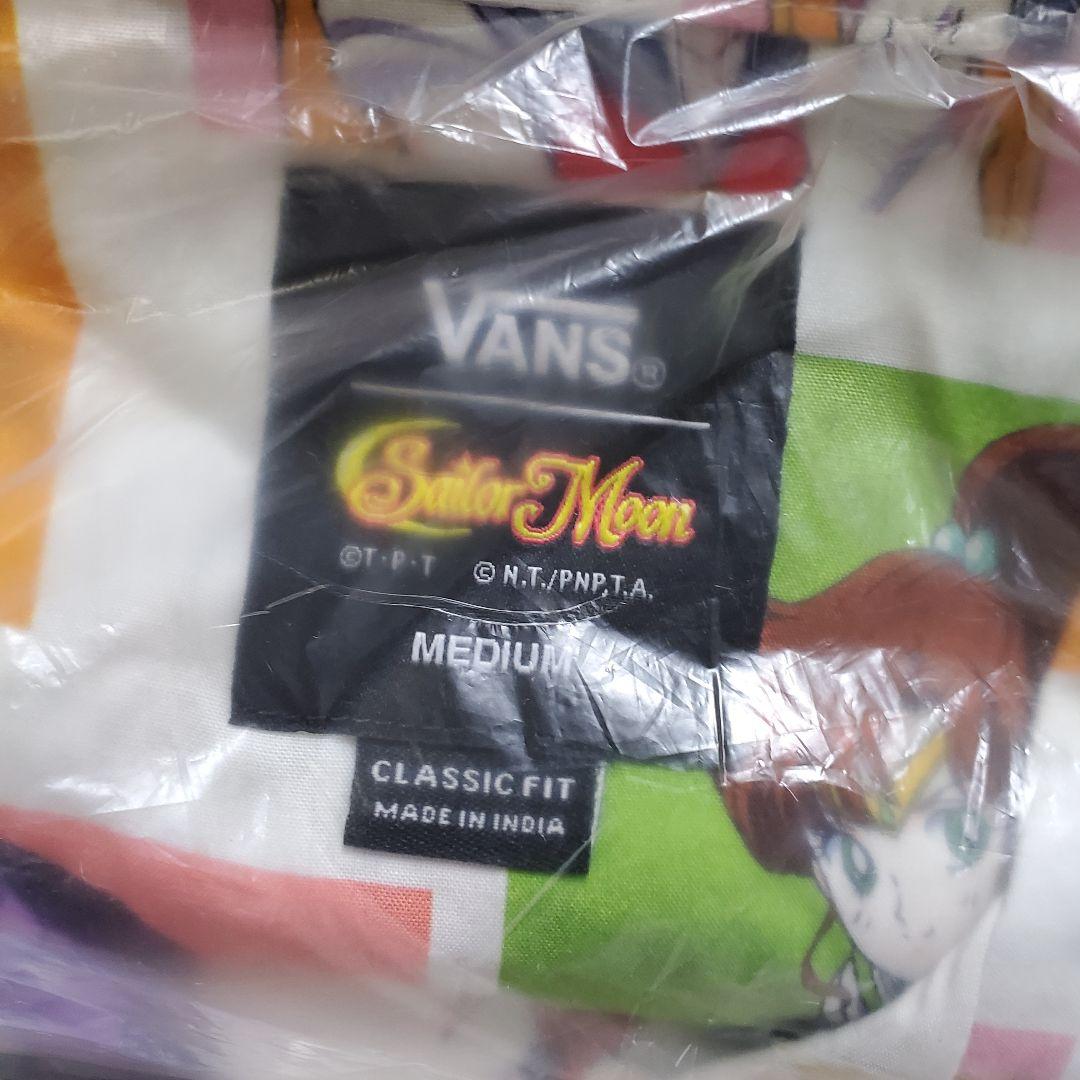 VANS®
Sailor Moon
©T·P·T © N.T./PNP,T.A.
MEDIUM
CLASSIC FIT
MADE IN INDIA